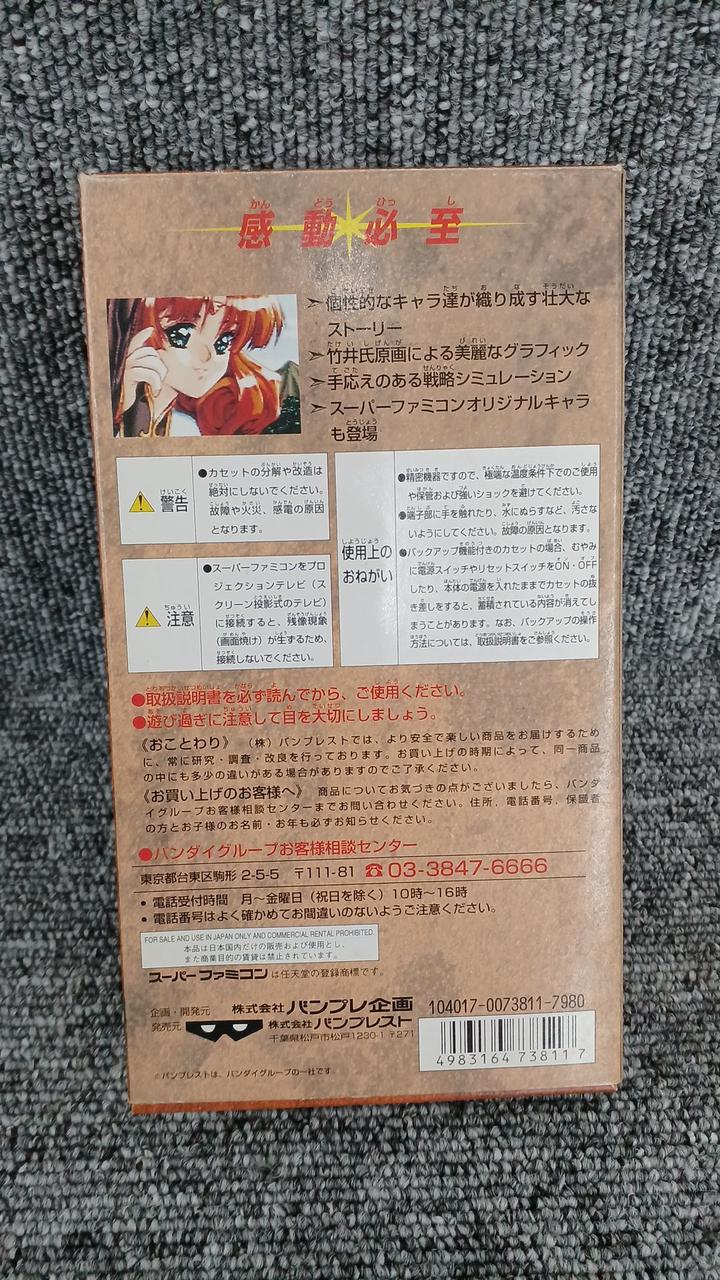 感動必至
➣個性的なキャラ達が織り成す壮大な
ストーリー
➣竹井氏原画による美麗なグラフィック
➣手応えのある戦略シミュレーション
➣スーパーファミコンオリジナルキャラ
も登場
警告
●カセットの分解や改造は
絶対にしないでください。
故障や火災、感電の原因
となります。
注意
●スーパーファミコンをプロ
ジェクションテレビ（ス
クリーン投影式のテレビ）
に接続すると、残像現象
（画面焼け）が生ずるため、
接続しないでください。
使用上の
おねがい
●精密機器ですので、極端な温度条件下でのご使用
や保管および強いショックを避けてください。
●端子部に手を触れたり、水にぬらすなど、汚さな
いようにしてください。故障の原因となります。
●バックアップ機能付きのカセットの場合、むやみ
に電源スイッチやリセットスイッチをON・OFF
したり、本体の電源を入れたままでカセットの抜
き差しをすると、蓄積されている内容が消えてし
まうことがあります。なお、バックアップの操作
方法については、取扱説明書をご参照ください。
●取扱説明書を必ず読んでから、ご使用ください。
●遊び過ぎに注意して目を大切にしましょう。
《おことわり》（株）バンプレストでは、より安全で楽しい商品をお届けするため
に、常に研究・調査・改良を行っております。お買い上げの時期によって、同一商品
の中にも多少の違いがある場合がありますのでご了承ください。
《お買い上げのお客様へ》 商品についてお気づきの点がございましたら、バンダ
イグループお客様相談センターまでお問い合わせください。住所、電話番号、保護者
の方とお子様のお名前・お年も必ずお知らせください。
●バンダイグループお客様相談センター
東京都台東区駒形 2-5-5 〒111-81 ☎03-3847-6666
• 電話受付時間 月〜金曜日（祝日を除く）10時〜16時
• 電話番号はよく確かめてお間違いのないようご注意ください。
FOR SALE AND USE IN JAPAN ONLY AND COMMERCIAL RENTAL PROHIBITED.
本品は日本国内だけの販売および使用とし、
また商業目的の賃貸は禁止されています。
スーパーファミコンは任天堂の登録商標です。
企画・開発元 株式会社バンプレ企画
104017-0073811-7980
発売元 株式会社バンプレスト
千葉県松戸市松戸1230-1 〒271
4983164 738117
※バンプレストは、バンダイグループの一社です。